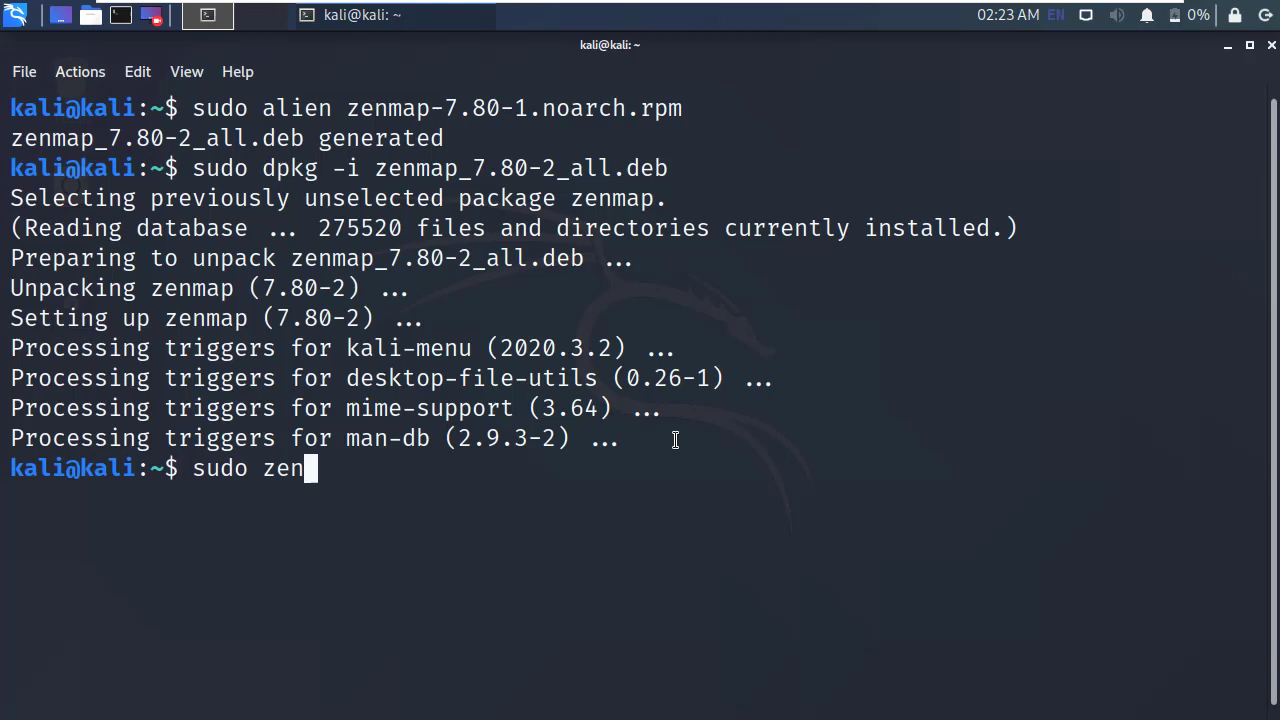 kali@kali: ~
02:23 AM EN 0%
kali@kali: ~
File Actions Edit View Help
kali@kali:~$ sudo alien zenmap-7.80-1.noarch.rpm
zenmap_7.80-2_all.deb generated
kali@kali:~$ sudo dpkg -i zenmap_7.80-2_all.deb
Selecting previously unselected package zenmap.
(Reading database ... 275520 files and directories currently installed.)
Preparing to unpack zenmap_7.80-2_all.deb ...
Unpacking zenmap (7.80-2) ...
Setting up zenmap (7.80-2) ...
Processing triggers for kali-menu (2020.3.2) ...
Processing triggers for desktop-file-utils (0.26-1) ...
Processing triggers for mime-support (3.64) ...
Processing triggers for man-db (2.9.3-2) ...
kali@kali:~$ sudo zen